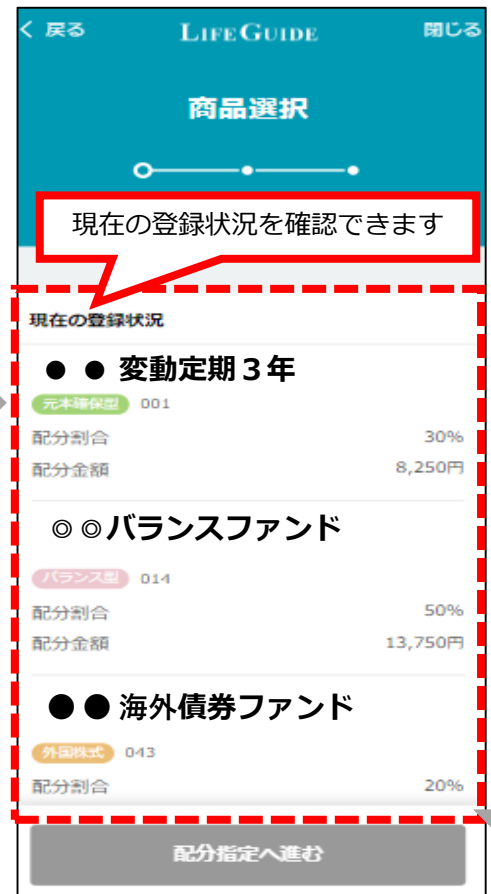 戻る LIFEGUIDE 閉じる
商品選択
現在の登録状況を確認できます
現在の登録状況
●●変動定期3年
元本確保型 001
配分割合 30%
配分金額 8,250円
◎◎バランスファンド
バランス型 014
配分割合 50%
配分金額 13,750円
●●海外債券ファンド
外国株式 043
配分割合 20%
配分指定へ進む